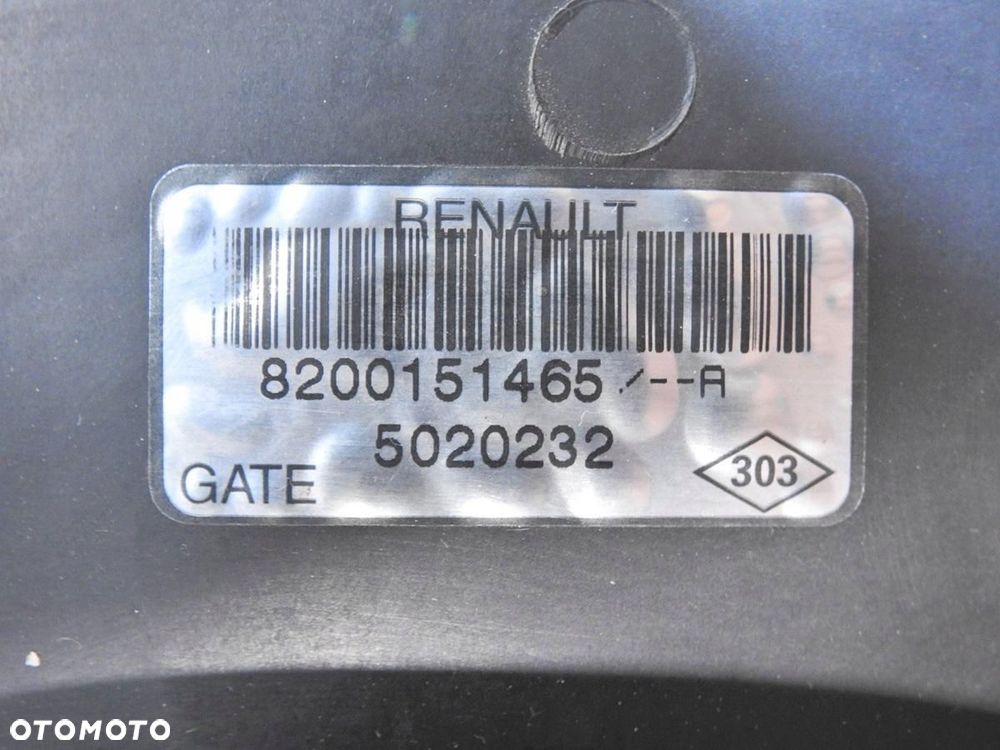 RENAULT
8200151465/--A
5020232
GATE
303
OTOMOTO